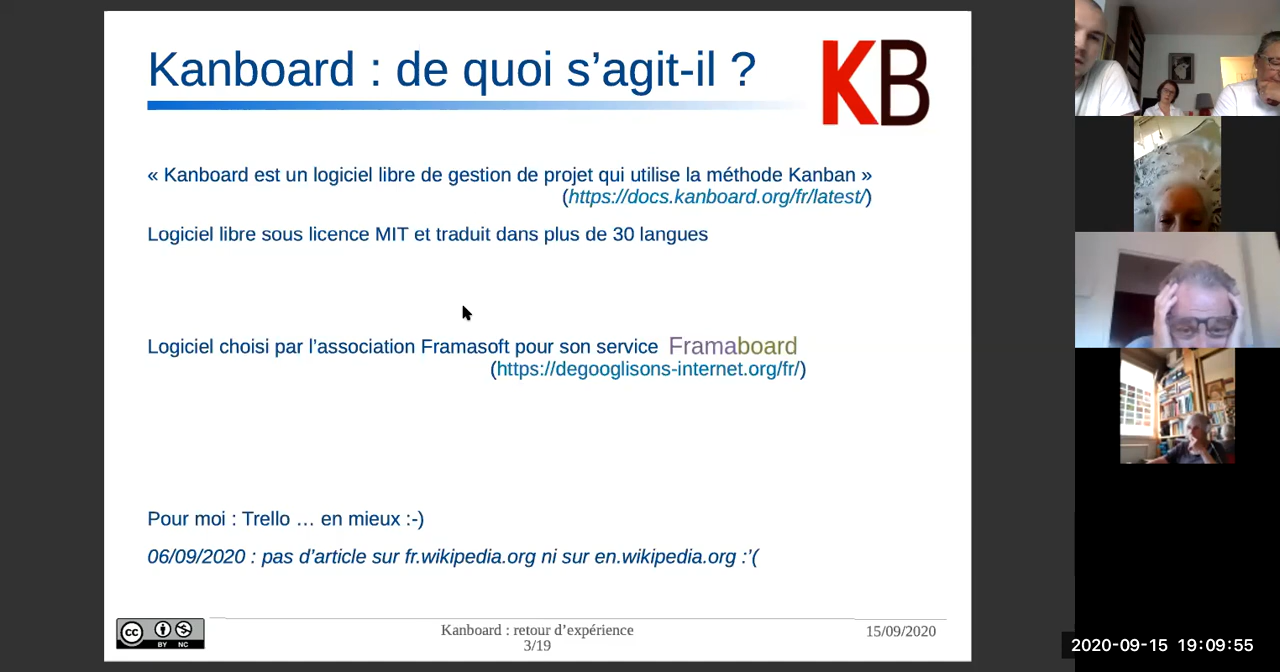 Kanboard : de quoi s’agit-il ?
KB
« Kanboard est un logiciel libre de gestion de projet qui utilise la méthode Kanban »
(https://docs.kanboard.org/fr/latest/)
Logiciel libre sous licence MIT et traduit dans plus de 30 langues
Logiciel choisi par l’association Framasoft pour son service Framaboard
(https://degooglisons-internet.org/fr/)
Pour moi : Trello … en mieux :-)
06/09/2020 : pas d’article sur fr.wikipedia.org ni sur en.wikipedia.org :’(
cc BY NC
Kanboard : retour d’expérience
3/19
15/09/2020
2020-09-15 19:09:55